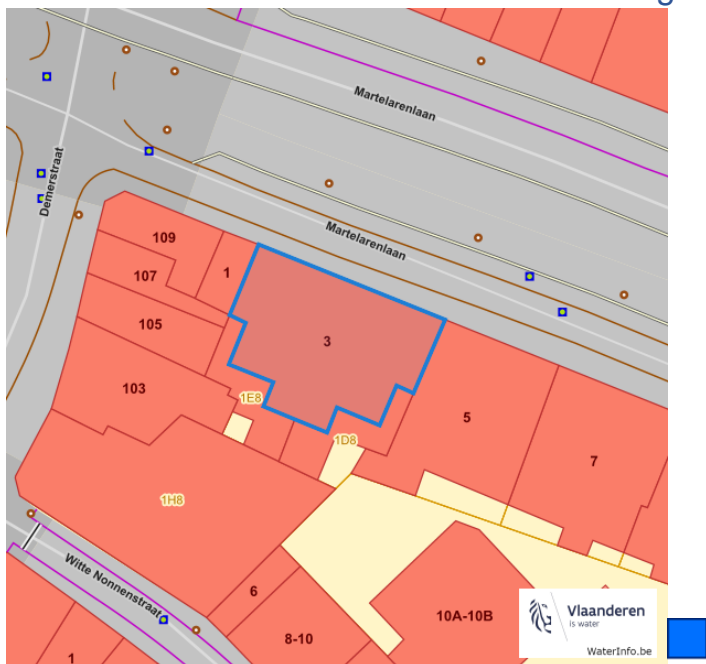 g
Martelarenlaan
Demerstraat
109
Martelarenlaan
1
107
105
3
103
1E8
5
1D8
7
1H8
Witte Nonnenstraat
6
8-10
10A-10B
1
Vlaanderen
is water
WaterInfo.be